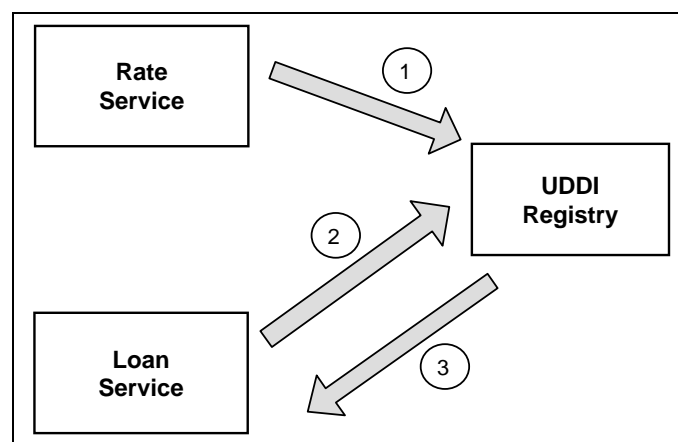 Rate
Service
1
UDDI
Registry
2
Loan
Service
3